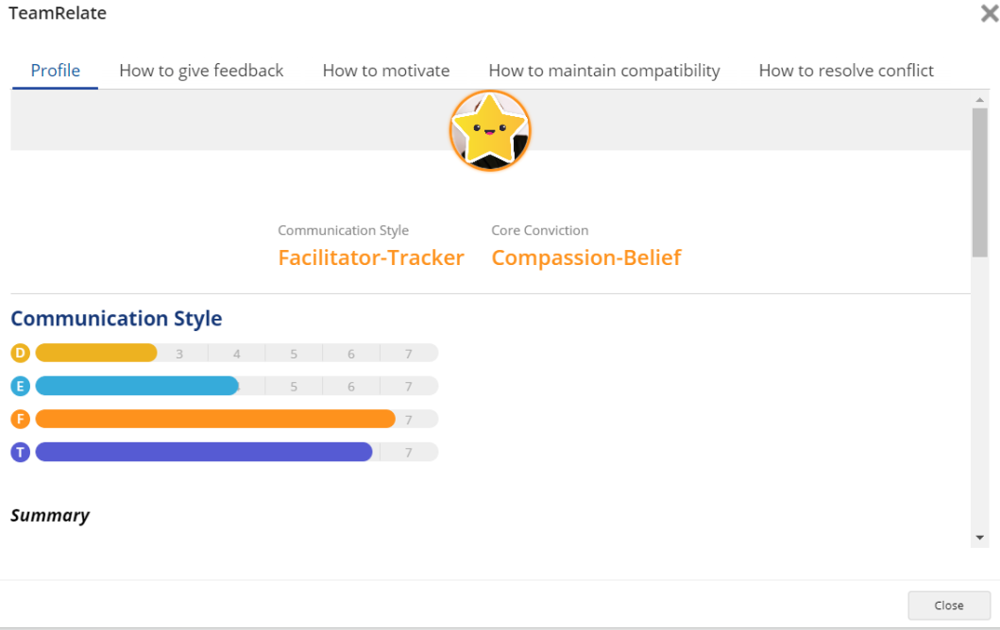 TeamRelate
Profile How to give feedback How to motivate How to maintain compatibility How to resolve conflict
Communication Style Core Conviction
Facilitator-Tracker Compassion-Belief
Communication Style
D 3 4 5 6 7
E 5 6 7
F 7
T 7
Summary
Close